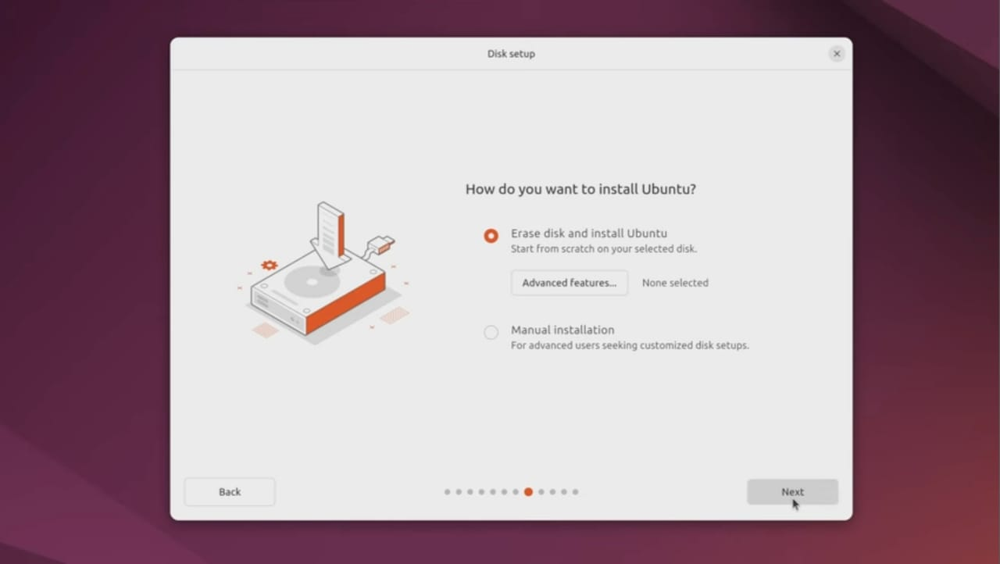 Disk setup
How do you want to install Ubuntu?
Erase disk and install Ubuntu
Start from scratch on your selected disk.
Advanced features... None selected
Manual installation
For advanced users seeking customized disk setups.
Back Next